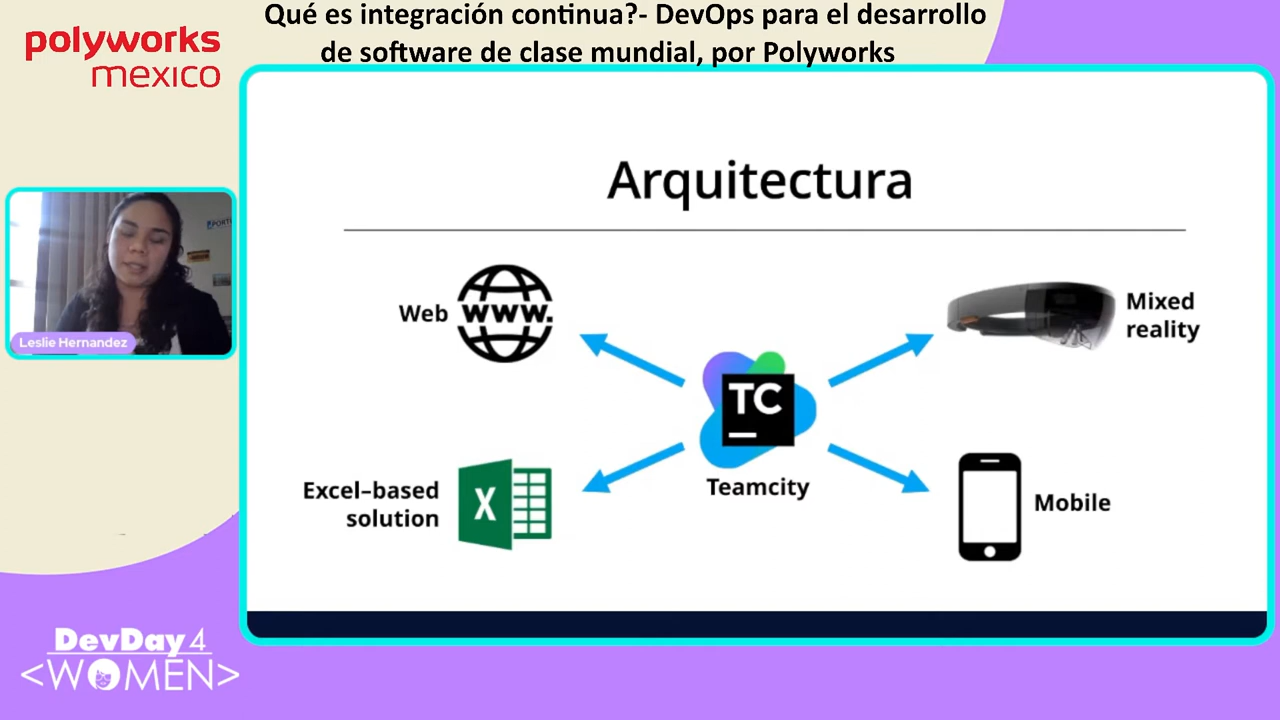 Qué es integración continua?- DevOps para el desarrollo
de software de clase mundial, por Polyworks
polyworks
mexico
Leslie Hernandez
Arquitectura
Web
www.
Mixed
reality
TC
Teamcity
Excel–based
solution
X
Mobile
DevDay4
<WOMEN>